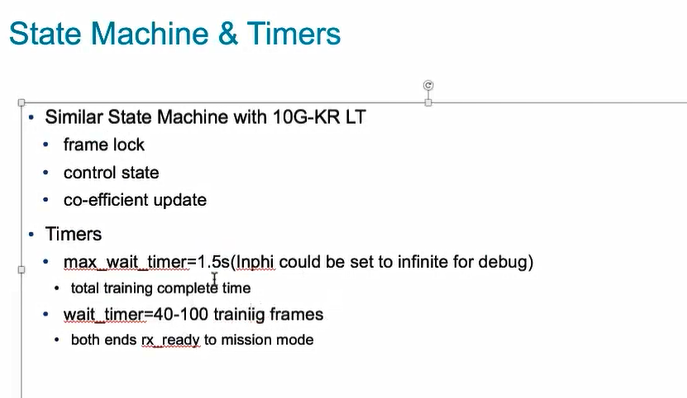 State Machine & Timers
• Similar State Machine with 10G-KR LT
• frame lock
• control state
• co-efficient update
• Timers
• max_wait_timer=1.5s(Inphi could be set to infinite for debug)
• total training complete time
• wait_timer=40-100 trainiig frames
• both ends rx_ready to mission mode